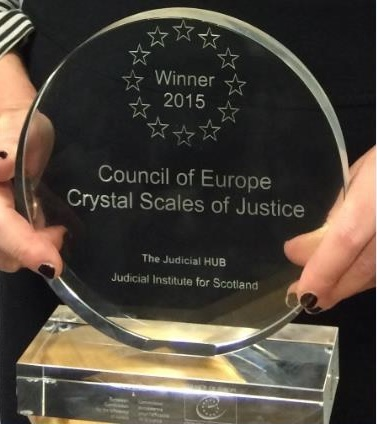 Winner
2015
Council of Europe
Crystal Scales of Justice
The Judicial HUB
Judicial Institute for Scotland